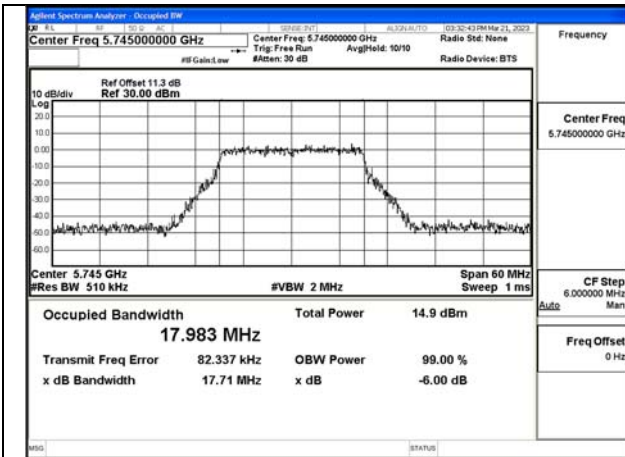 Agilent Spectrum Analyzer - Occupied BW
RL RF 50 Ω AC SENSE:INT ALIGN AUTO 03:32:43 PM Mar 21, 2023
Center Freq 5.745000000 GHz
Center Freq: 5.745000000 GHz
Radio Std: None
Trig: Free Run Avg|Hold: 10/10
#IFGain:Low #Atten: 30 dB Radio Device: BTS
Frequency
Ref Offset 11.3 dB
10 dB/div Ref 30.00 dBm
Log
20.0
10.0
0.00
-10.0
-20.0
-30.0
-40.0
-50.0
-60.0
Center Freq
5.745000000 GHz
Center 5.745 GHz Span 60 MHz
#Res BW 510 kHz #VBW 2 MHz Sweep 1 ms
CF Step
6.000000 MHz
Auto Man
Freq Offset
0 Hz
Occupied Bandwidth Total Power 14.9 dBm
17.983 MHz
Transmit Freq Error 82.337 kHz OBW Power 99.00 %
x dB Bandwidth 17.71 MHz x dB -6.00 dB
MSG STATUS